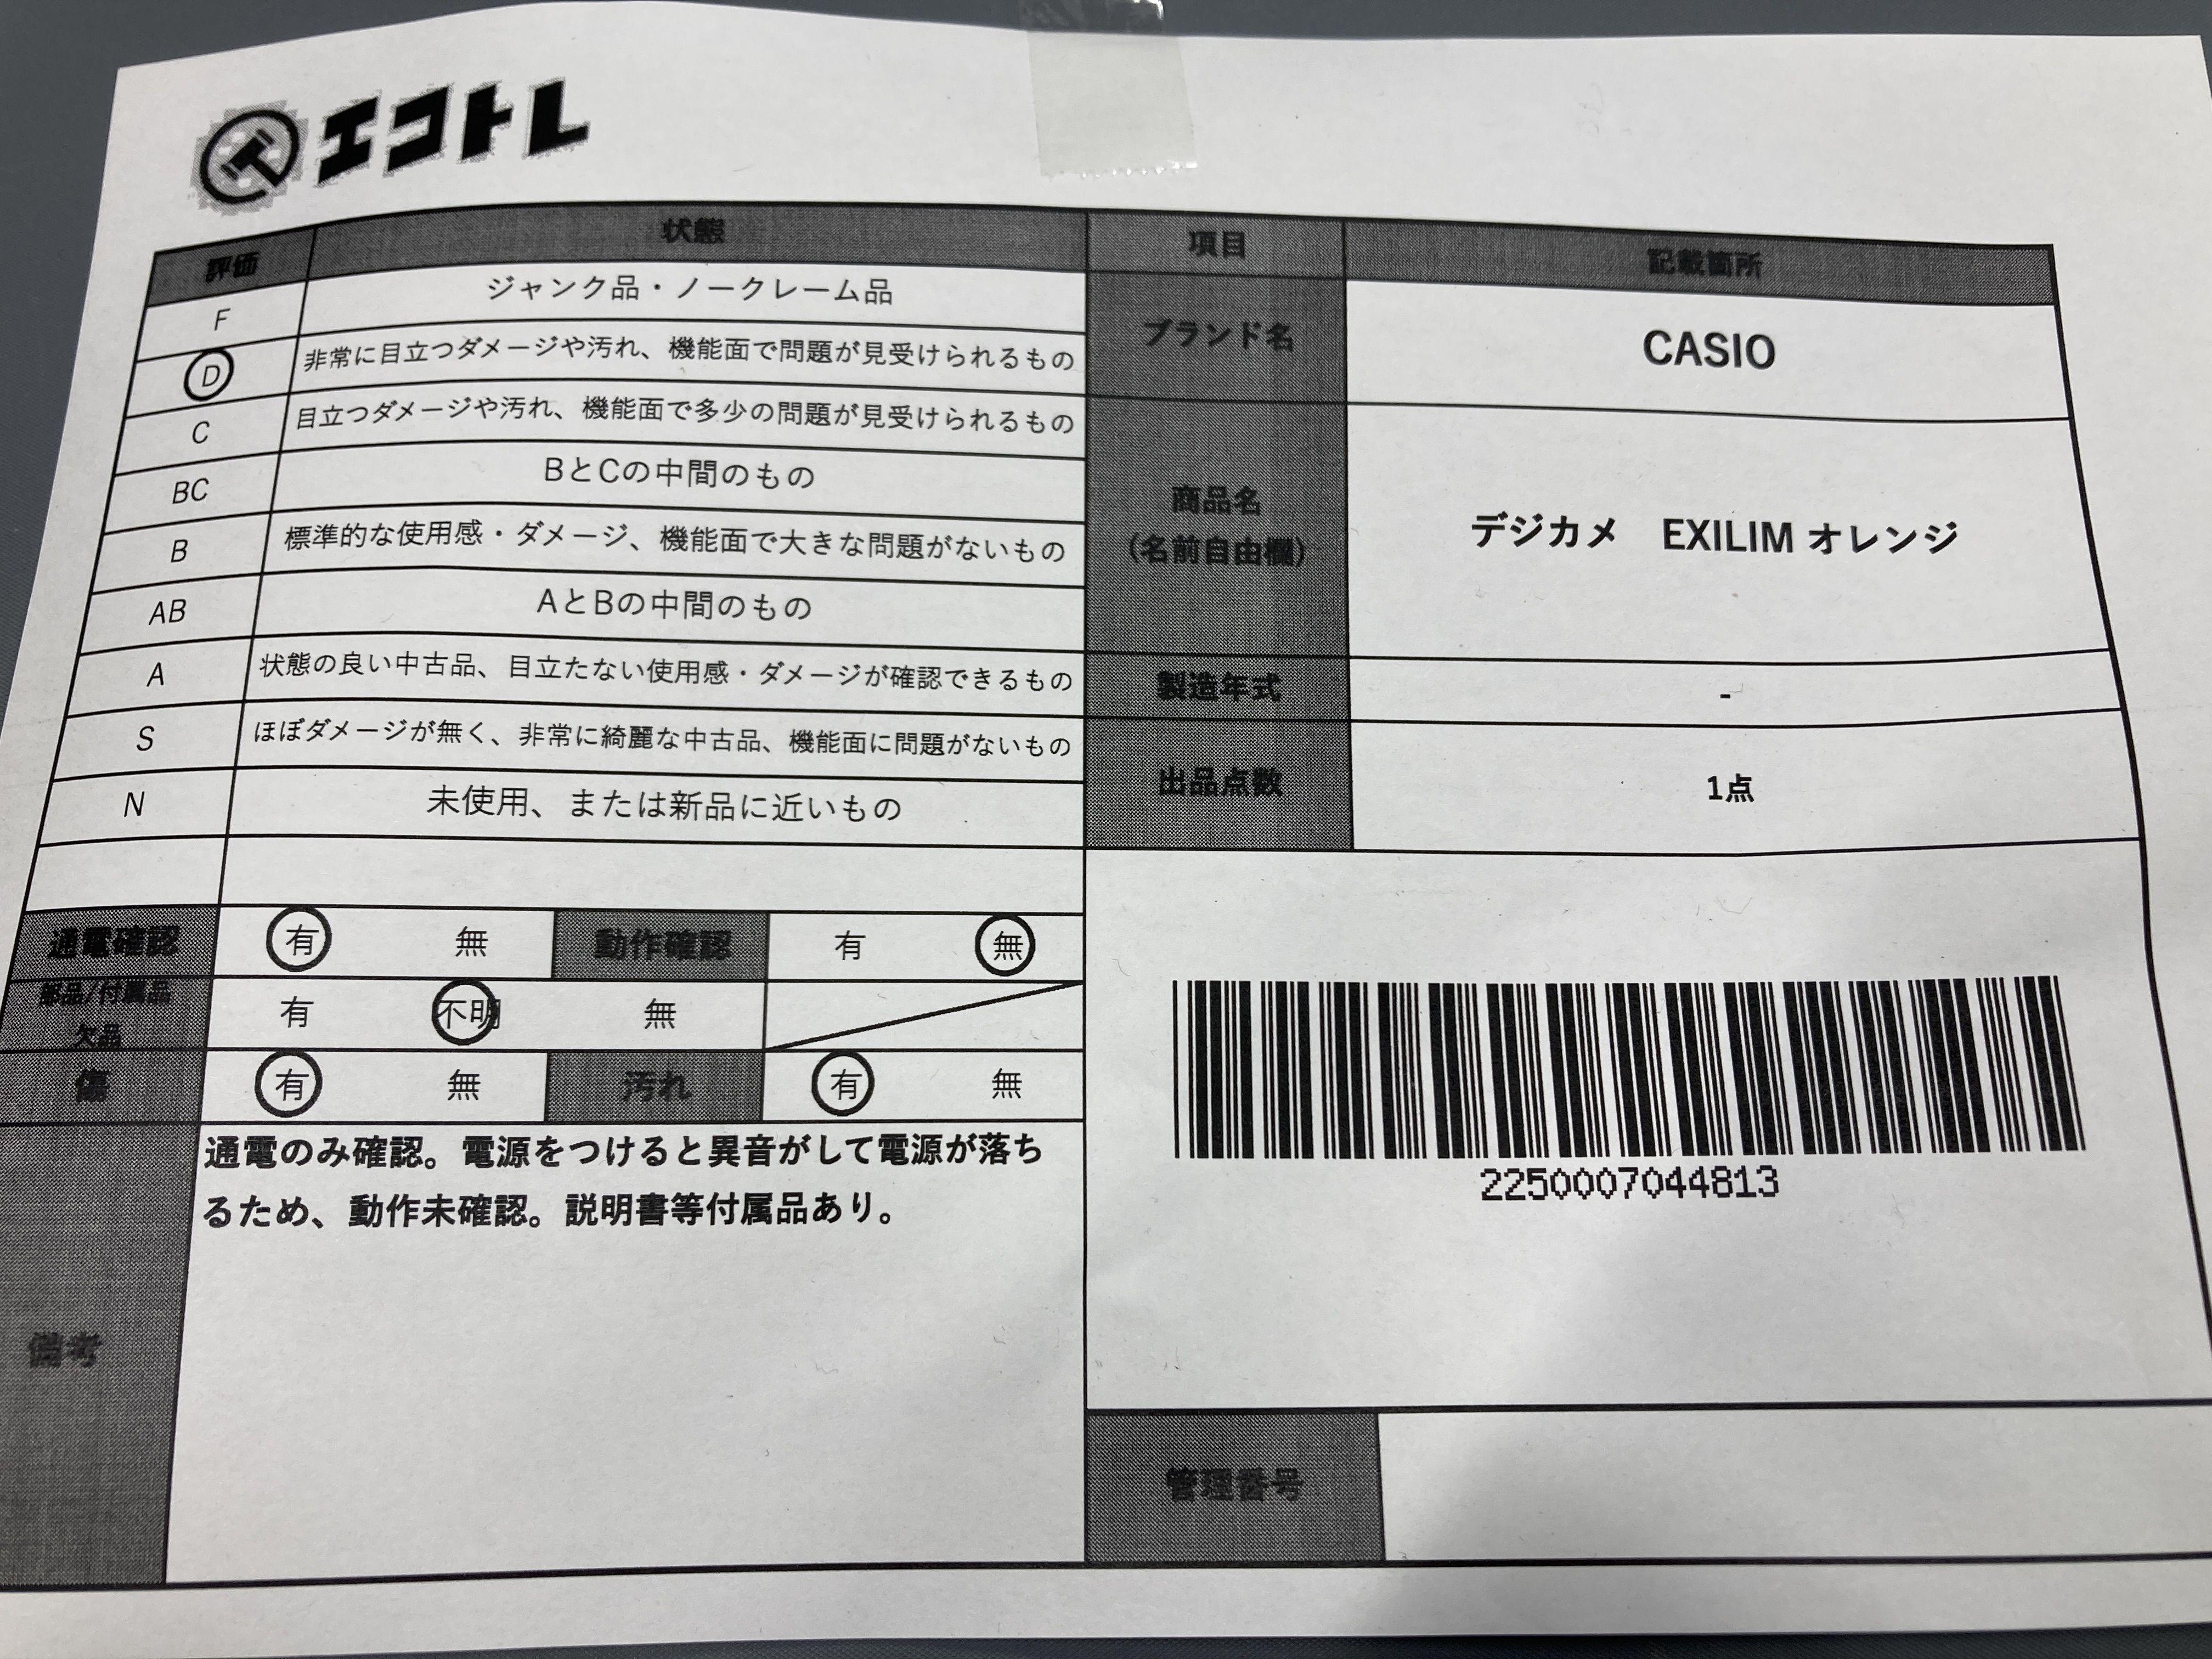 エコトレ
評価 状態
F ジャンク品・ノークレーム品
D 非常に目立つダメージや汚れ、機能面で問題が見受けられるもの
C 目立つダメージや汚れ、機能面で多少の問題が見受けられるもの
BC BとCの中間のもの
B 標準的な使用感・ダメージ、機能面で大きな問題がないもの
AB AとBの中間のもの
A 状態の良い中古品、目立たない使用感・ダメージが確認できるもの
S ほぼダメージが無く、非常に綺麗な中古品、機能面に問題がないもの
N 未使用、または新品に近いもの
通電確認 有 無 動作確認 有 無
部品/付属品
欠品
有 不明 無
傷 有 無 汚れ 有 無
備考
通電のみ確認。電源をつけると異音がして電源が落ち
るため、動作未確認。説明書等付属品あり。
項目 記載箇所
ブランド名 CASIO
商品名
(名前自由欄)
デジカメ EXILIM オレンジ
製造年式 -
出品点数 1点
2250007044813
管理番号